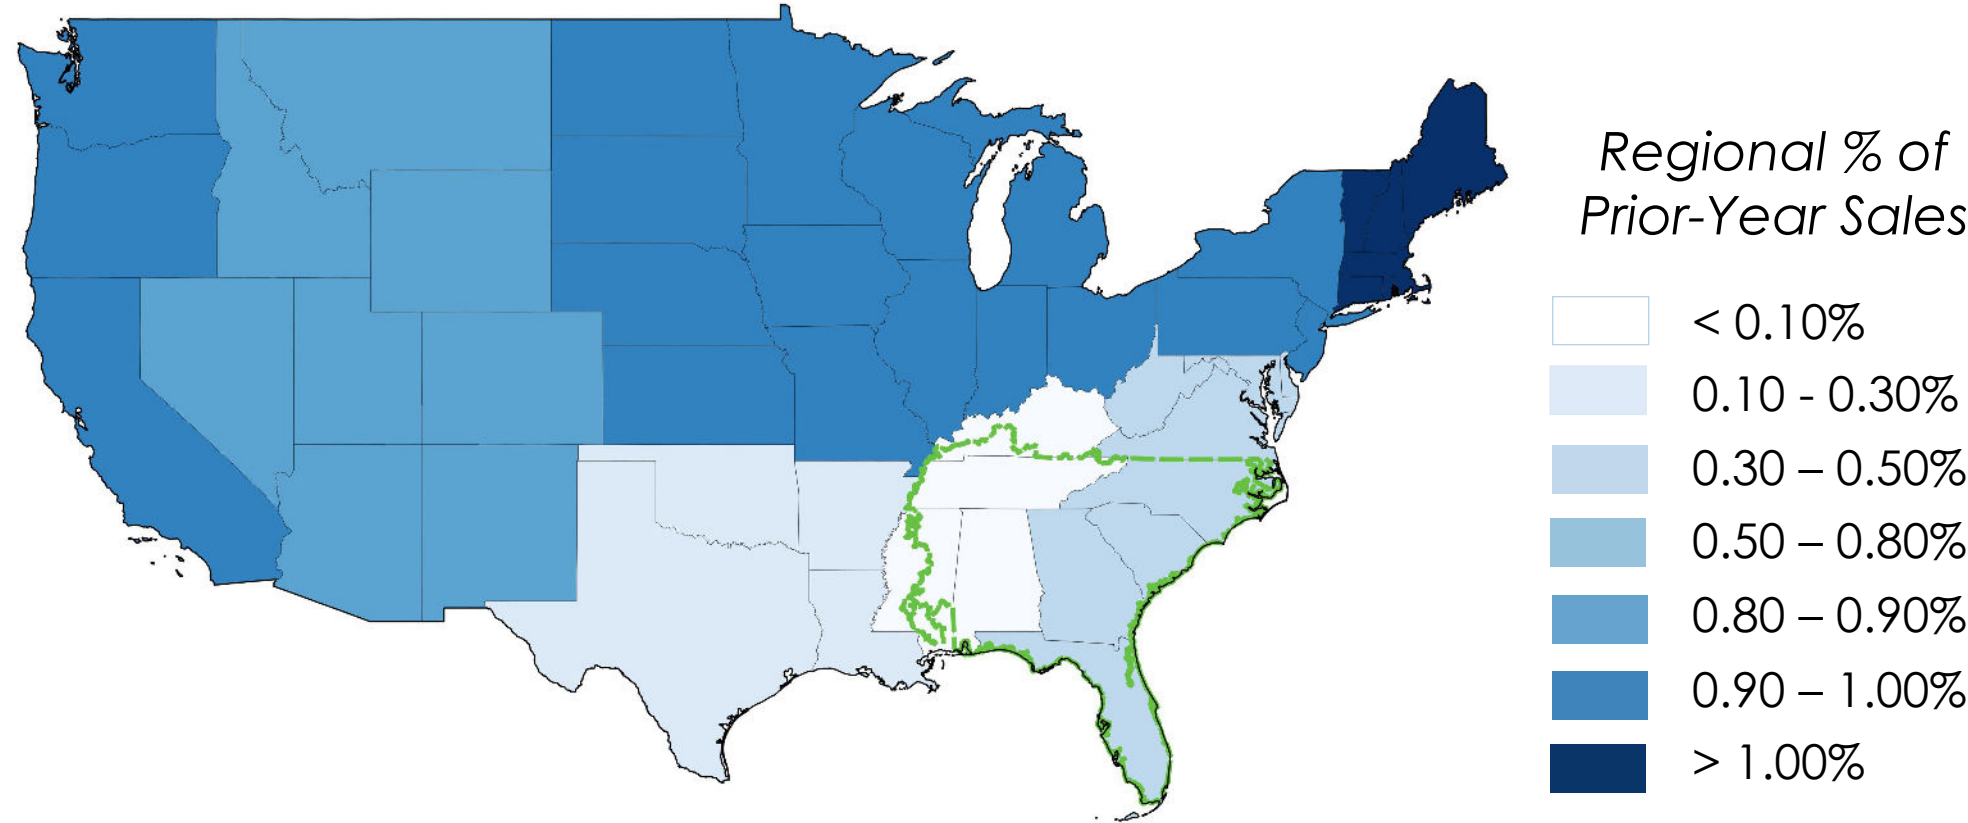 Regional % of
Prior-Year Sales
< 0.10%
0.10 - 0.30%
0.30 – 0.50%
0.50 – 0.80%
0.80 – 0.90%
0.90 – 1.00%
> 1.00%